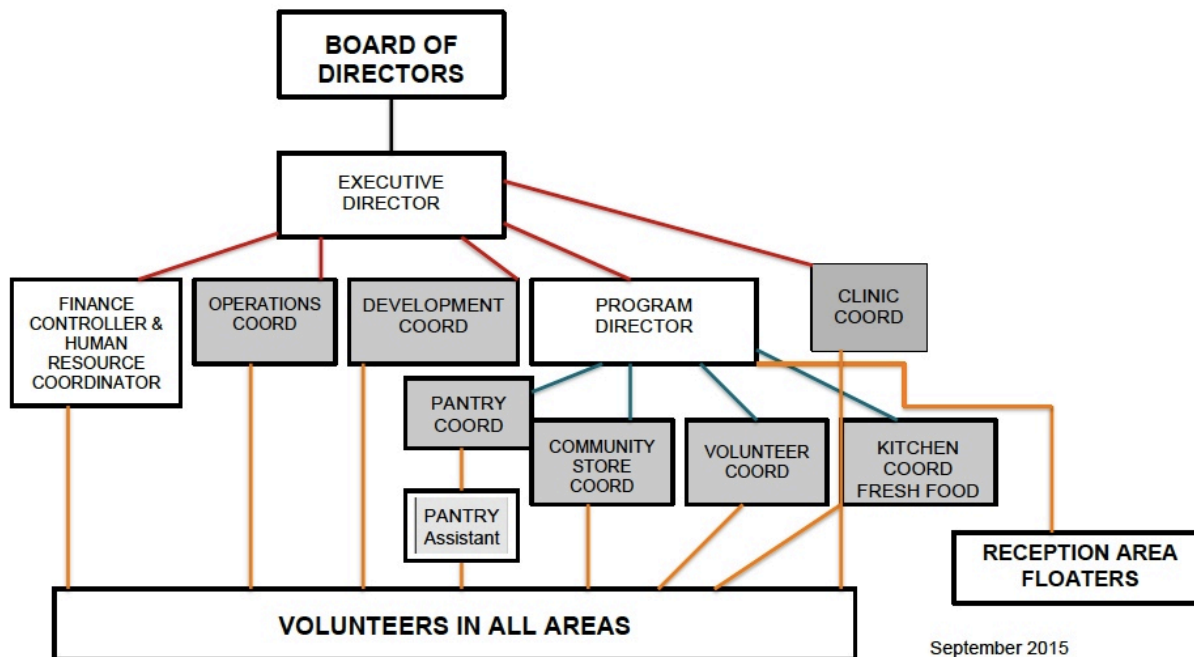 BOARD OF
DIRECTORS
EXECUTIVE
DIRECTOR
FINANCE
CONTROLLER &
HUMAN
RESOURCE
COORDINATOR
OPERATIONS
COORD
DEVELOPMENT
COORD
PROGRAM
DIRECTOR
CLINIC
COORD
PANTRY
COORD
COMMUNITY
STORE
COORD
VOLUNTEER
COORD
KITCHEN
COORD
FRESH FOOD
PANTRY
Assistant
RECEPTION AREA
FLOATERS
VOLUNTEERS IN ALL AREAS
September 2015